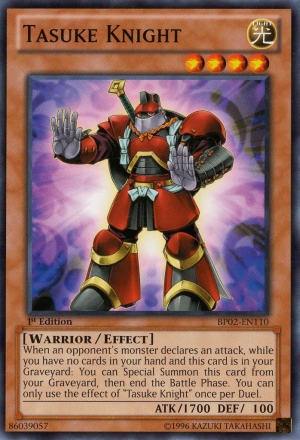 TASUKE KNIGHT
LIGHT
光
1st Edition
BP02-EN110
[WARRIOR / EFFECT]
When an opponent's monster declares an attack, while
you have no cards in your hand and this card is in your
Graveyard: You can Special Summon this card from
your Graveyard, then end the Battle Phase. You can
only use the effect of "Tasuke Knight" once per Duel.
ATK/1700 DEF/ 100
86039057
©1996 KAZUKI TAKAHASHI